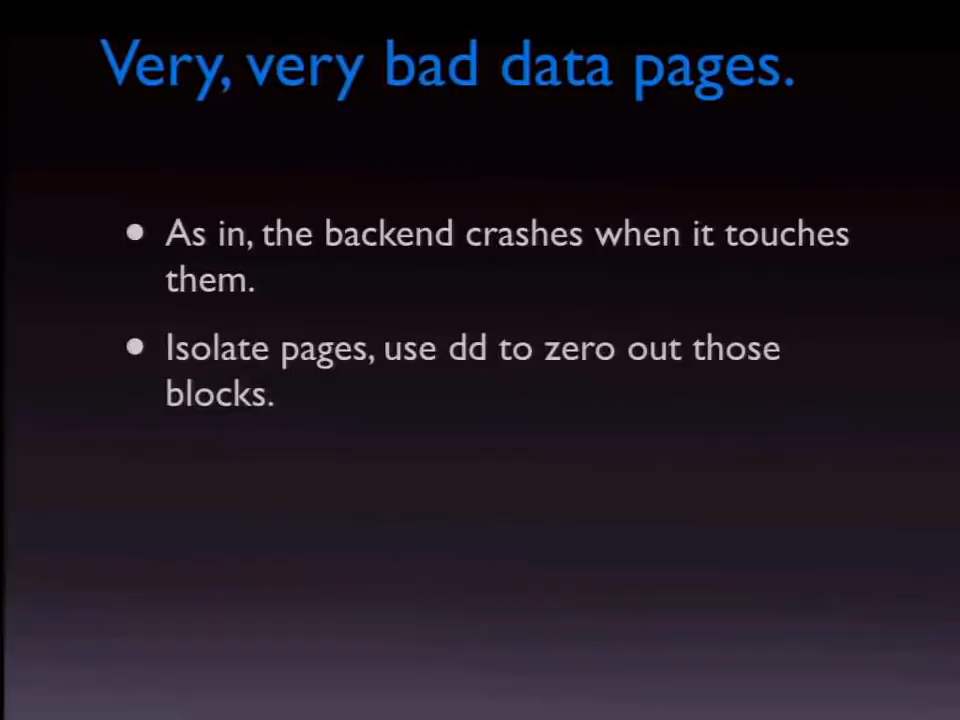 Very, very bad data pages.
• As in, the backend crashes when it touches
them.
• Isolate pages, use dd to zero out those
blocks.